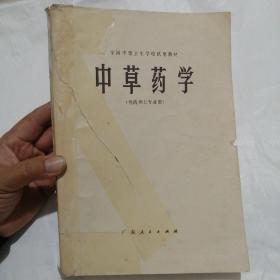 全国中等卫生学校试用教材
中草药学
(供药剂士专业用)
广东人民出版社